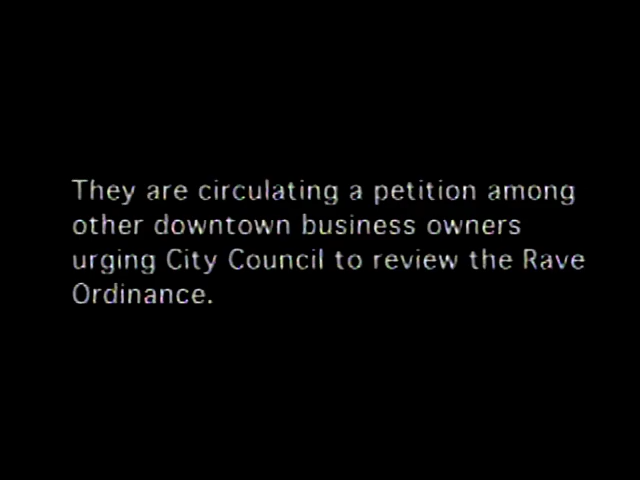 They are circulating a petition among
other downtown business owners
urging City Council to review the Rave
Ordinance.